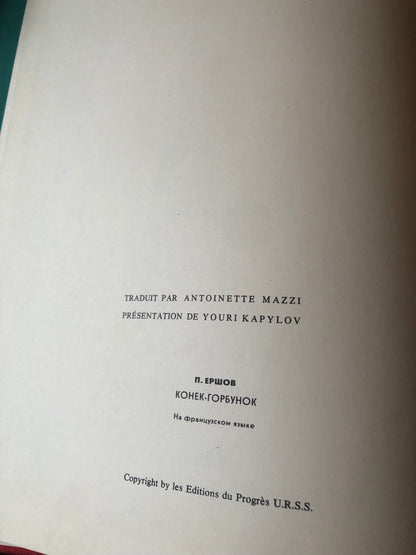 TRADUIT PAR ANTOINETTE MAZZI
PRÉSENTATION DE YOURI KAPYLOV
П. ЕРШОВ
КОНЕК-ГОРБУНОК
На французском языке
Copyright by les Editions du Progrès U.R.S.S.